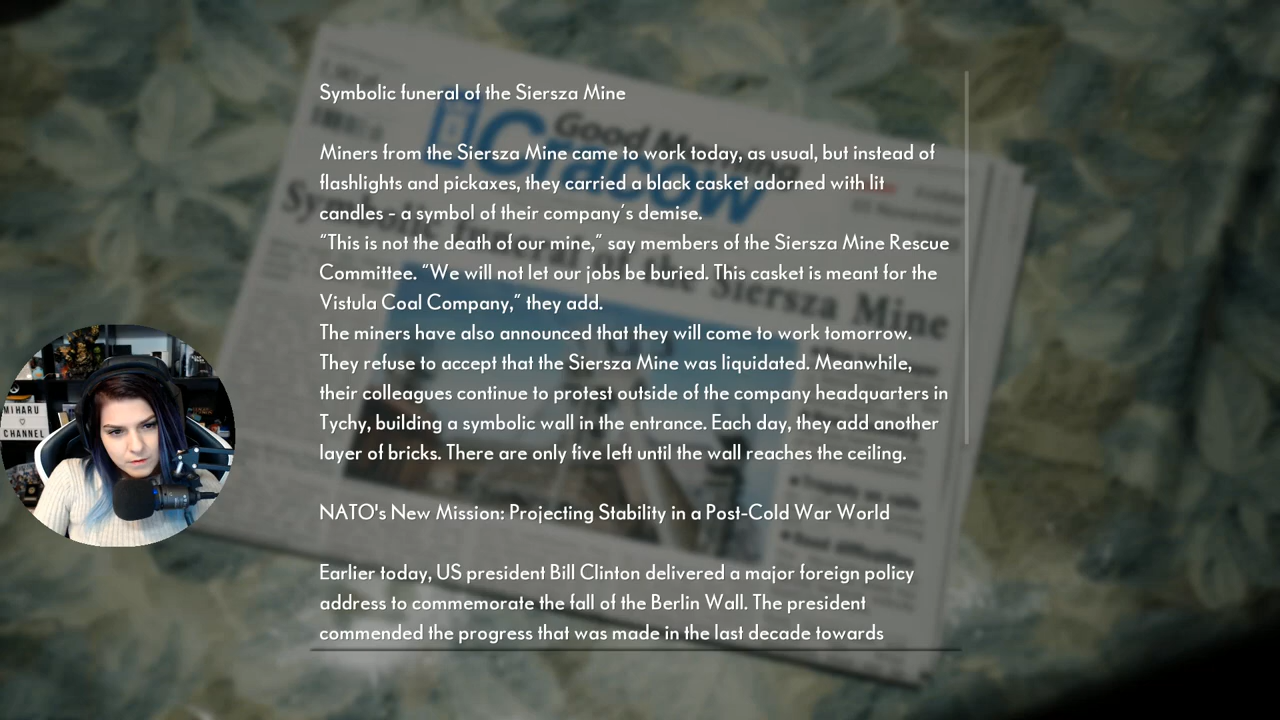 Symbolic funeral of the Siersza Mine
Miners from the Siersza Mine came to work today, as usual, but instead of
flashlights and pickaxes, they carried a black casket adorned with lit
candles - a symbol of their company's demise.
"This is not the death of our mine," say members of the Siersza Mine Rescue
Committee. "We will not let our jobs be buried. This casket is meant for the
Vistula Coal Company," they add.
The miners have also announced that they will come to work tomorrow.
They refuse to accept that the Siersza Mine was liquidated. Meanwhile,
their colleagues continue to protest outside of the company headquarters in
Tychy, building a symbolic wall in the entrance. Each day, they add another
layer of bricks. There are only five left until the wall reaches the ceiling.
NATO's New Mission: Projecting Stability in a Post-Cold War World
Earlier today, US president Bill Clinton delivered a major foreign policy
address to commemorate the fall of the Berlin Wall. The president
commended the progress that was made in the last decade towards
Good Morning
Cracow
Symbolic funeral of the Siersza Mine
MIHARU
♡
CHANNEL